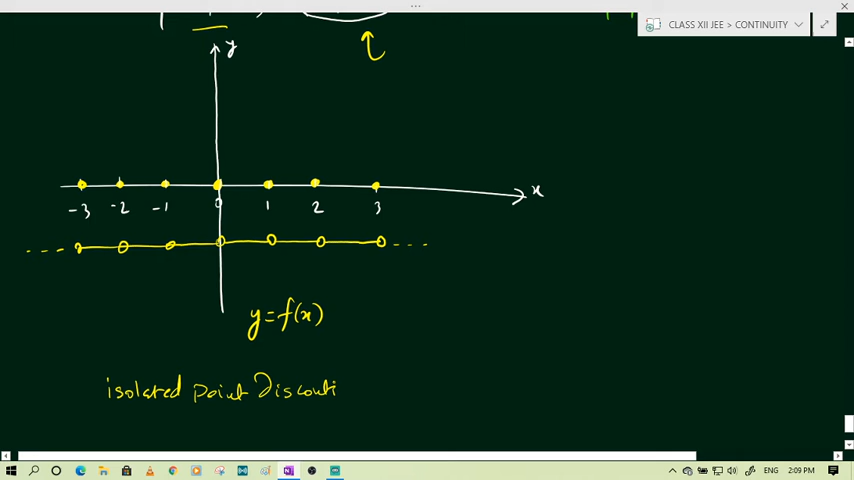 CLASS XII JEE > CONTINUITY
y
x
-3 -2 -1 0 1 2 3
y=f(x)
isolated point Disconti
ENG 2:09 PM